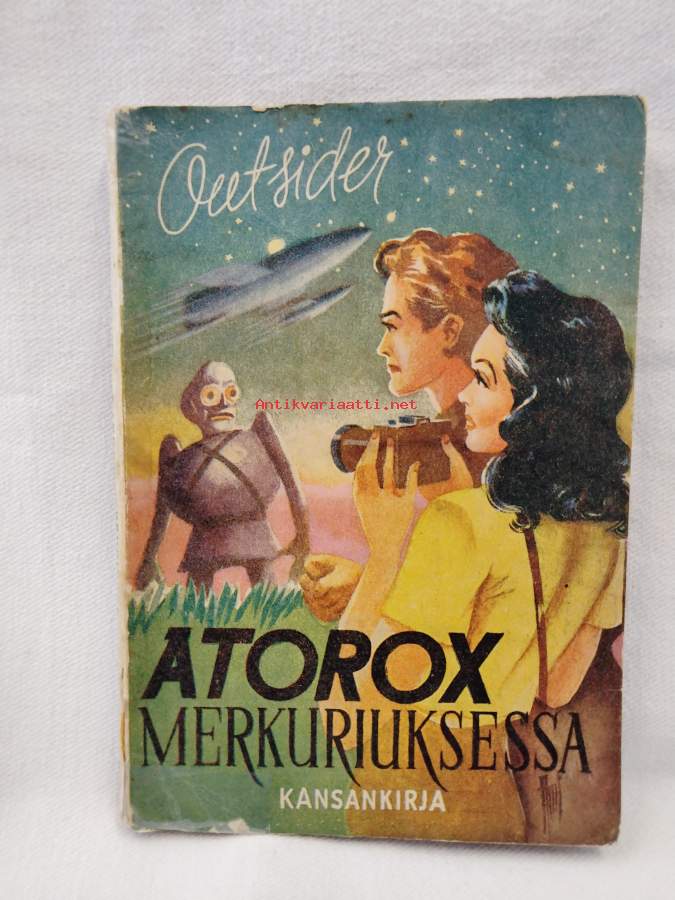 Outsider
Antikvariaatti.net
ATOROX
MERKURIUKSESSA
KANSANKIRJA